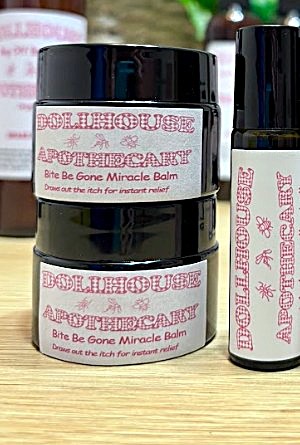 DOLLHOUSE
APOTHECARY
Bite Be Gone Miracle Balm
Draws out the itch for instant relief
DOLLHOUSE
APOTHECARY
Bite Be Gone Miracle Balm
Draws out the itch for instant relief
DOLLHOUSE
APOTHECARY